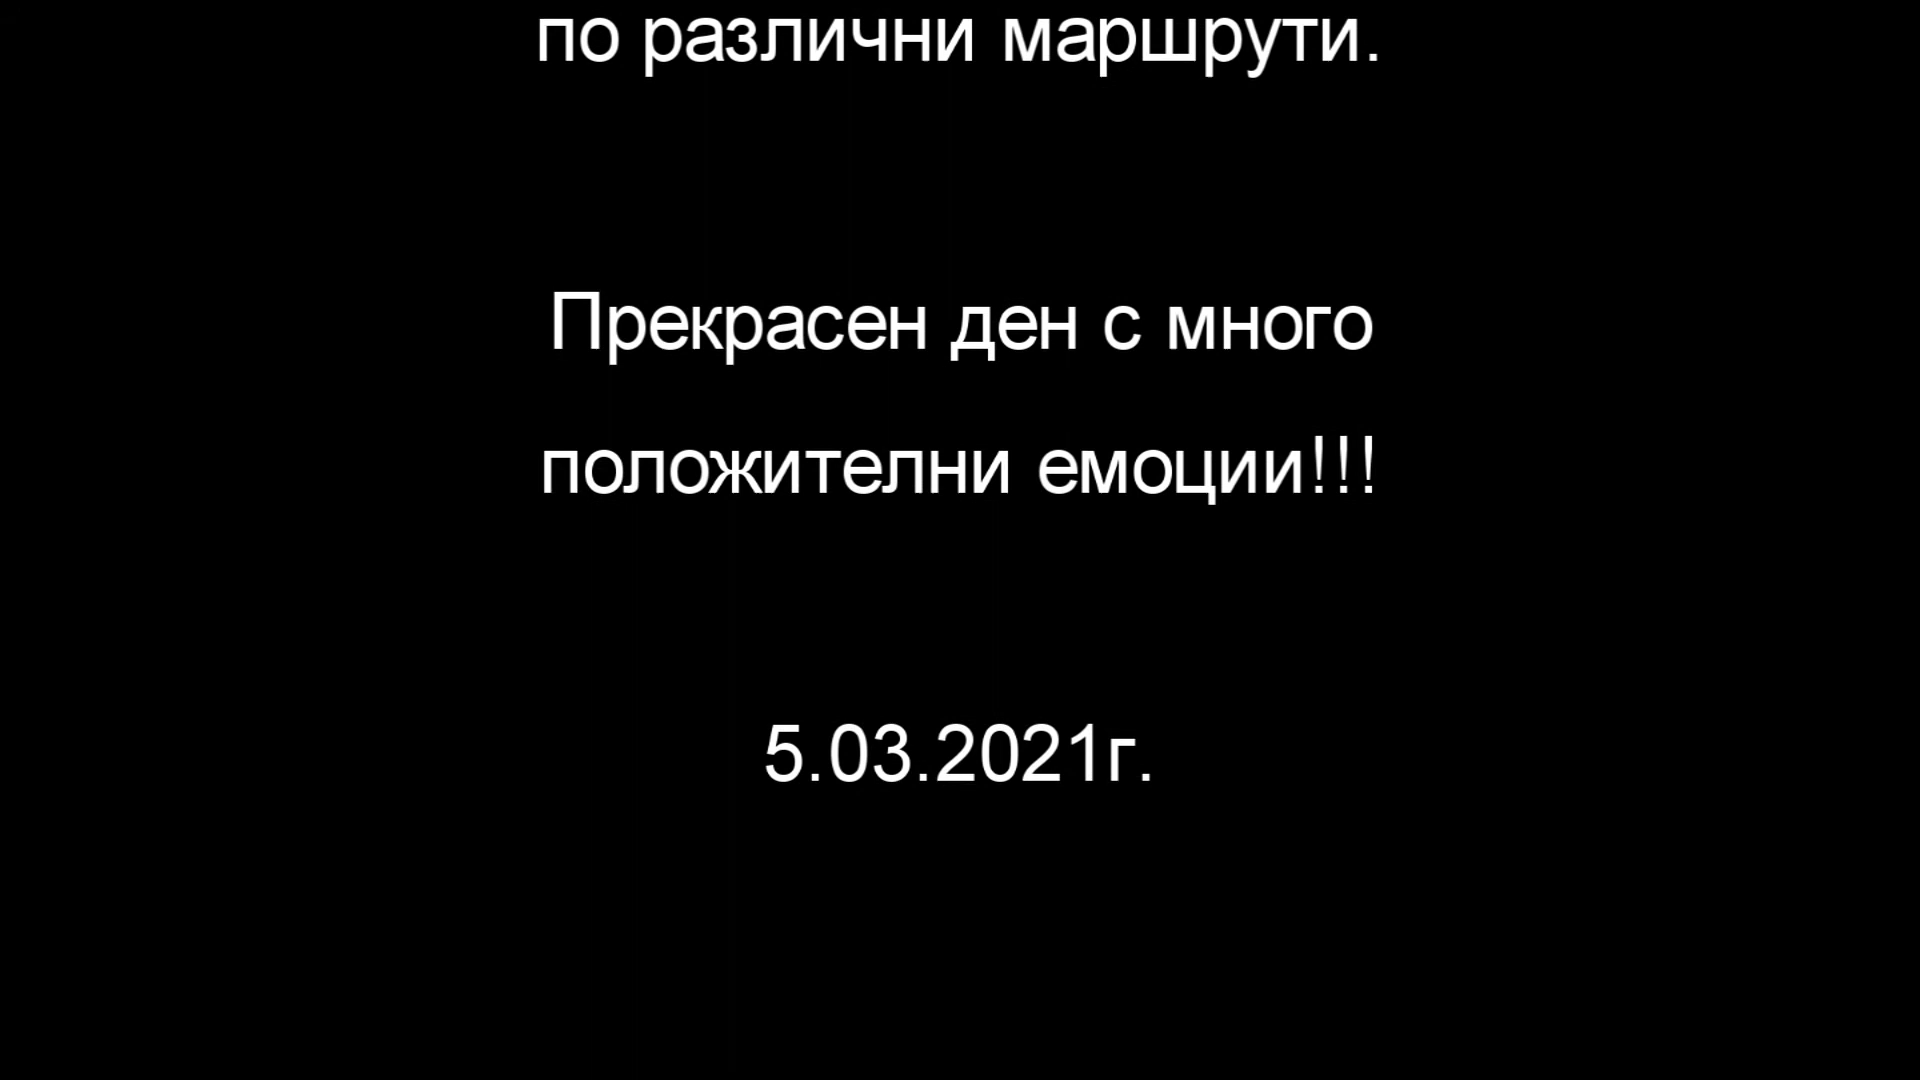 по различни маршрути.
Прекрасен ден с много
положителни емоции!!!
5.03.2021г.